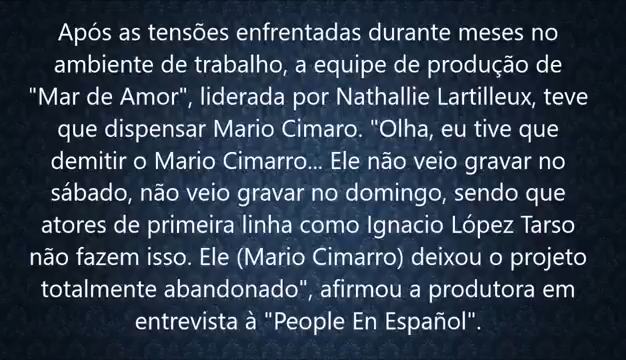 Após as tensões enfrentadas durante meses no
ambiente de trabalho, a equipe de produção de
"Mar de Amor", liderada por Nathallie Lartilleux, teve
que dispensar Mario Cimaro. "Olha, eu tive que
demitir o Mario Cimarro... Ele não veio gravar no
sábado, não veio gravar no domingo, sendo que
atores de primeira linha como Ignacio López Tarso
não fazem isso. Ele (Mario Cimarro) deixou o projeto
totalmente abandonado", afirmou a produtora em
entrevista à "People En Español".